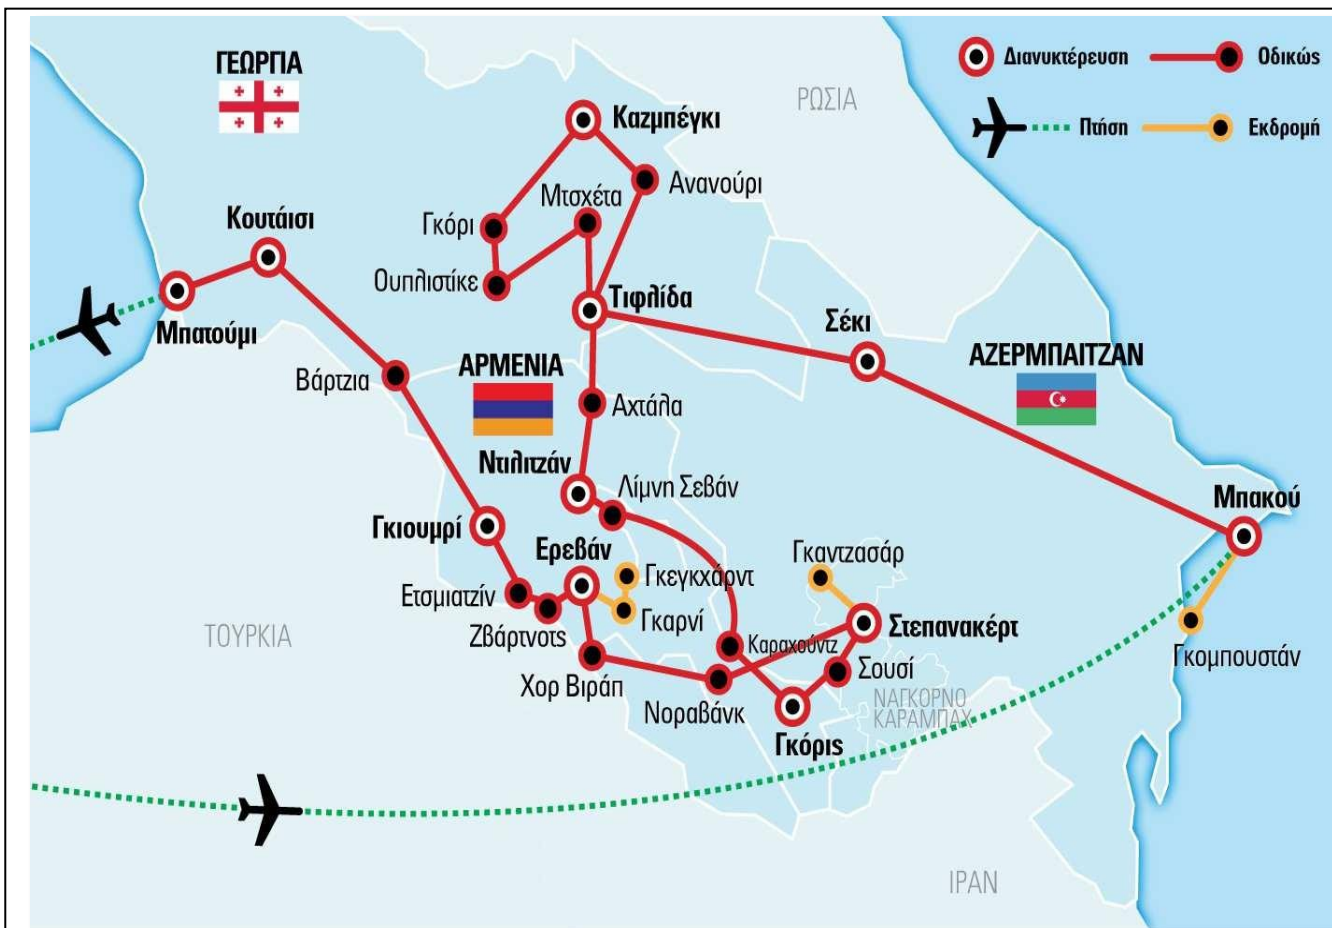 ΓΕΩΡΓΙΑ
Διανυκτέρευση
Οδικώς
Πτήση
Εκδρομή
ΡΩΣΙΑ
Καζμπέγκι
Ανανούρι
Μτσχέτα
Γκόρι
Κουτάισι
Ουπλιστίκε
Τιφλίδα
Μπατούμι
Σέκι
ΑΖΕΡΜΠΑΙΤΖΑΝ
Βάρτζια
ΑΡΜΕΝΙΑ
Αχτάλα
Ντιλιτζάν
Λίμνη Σεβάν
Μπακού
Γκιουμρί
Ερεβάν
Γκαντζασάρ
Γκεγκχάρντ
Ετσμιατζίν
Γκαρνί
Στεπανακέρτ
ΤΟΥΡΚΙΑ
Ζβάρτνοτς
Καραχούντζ
Γκομπουστάν
Χορ Βιράπ
Σουσί
Νοραβάνκ
ΝΑΓΚΟΡΝΟ
ΚΑΡΑΜΠΑΧ
Γκόρις
ΙΡΑΝ